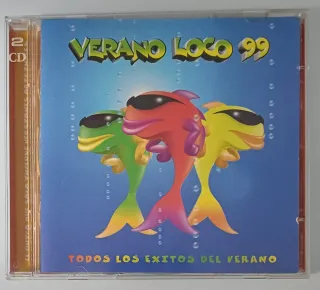 2
CD
VERANO LOCO 99
TODOS LOS EXITOS DEL VERANO